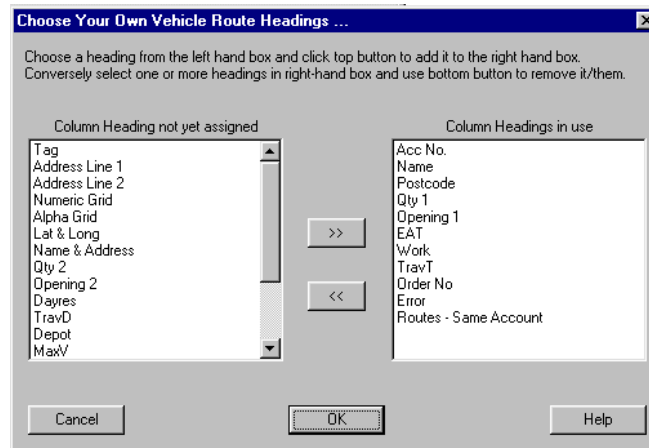 Choose Your Own Vehicle Route Headings ...
Choose a heading from the left hand box and click top button to add it to the right hand box.
Conversely select one or more headings in right-hand box and use bottom button to remove it/them.
Column Heading not yet assigned
Tag
Address Line 1
Address Line 2
Numeric Grid
Alpha Grid
Lat & Long
Name & Address
Qty 2
Opening 2
Dayres
TravD
Depot
MaxV
>>
<<
Column Headings in use
Acc No.
Name
Postcode
Qty 1
Opening 1
EAT
Work
TravT
Order No
Error
Routes - Same Account
Cancel
OK
Help